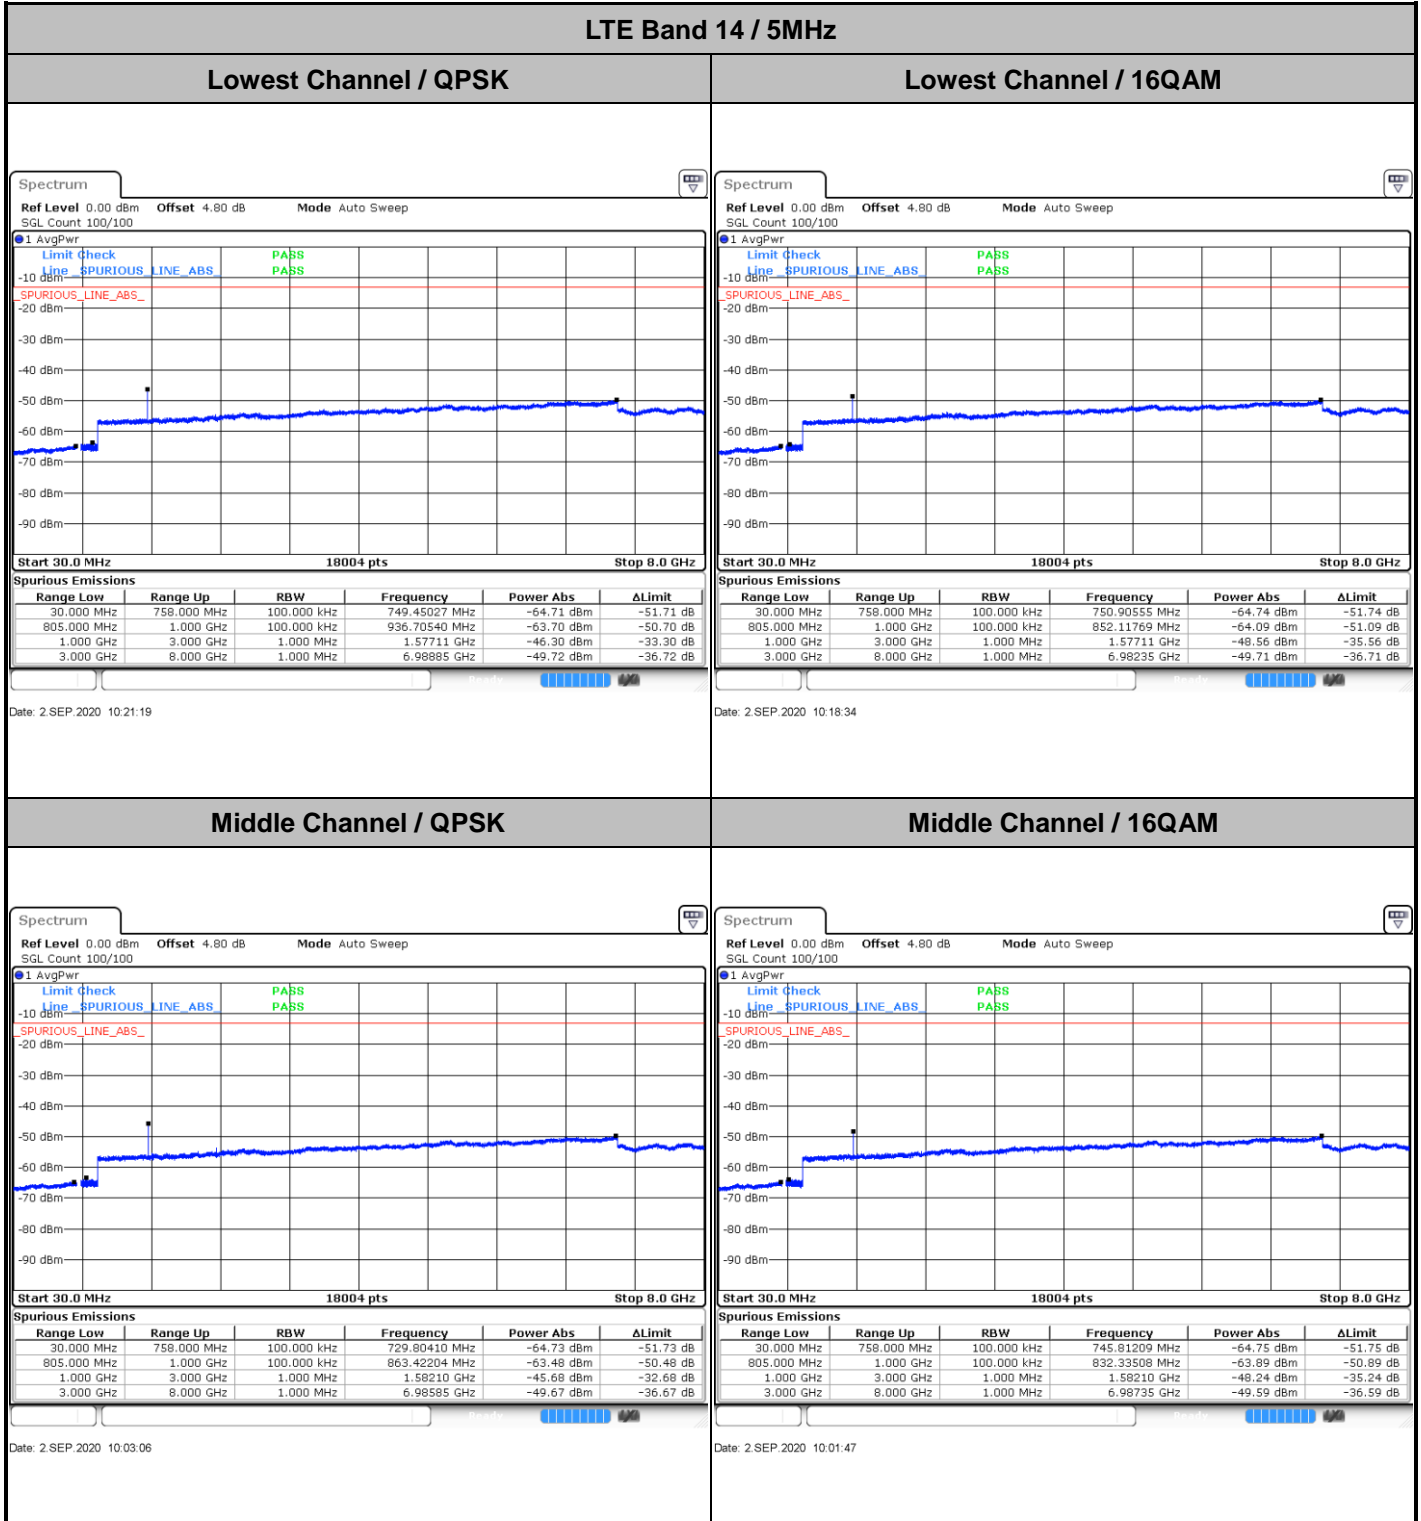 LTE Band 14 / 5MHz
Lowest Channel / QPSK
Lowest Channel / 16QAM
Spectrum
Ref Level 0.00 dBm Offset 4.80 dB Mode Auto Sweep
SGL Count 100/100
1 AvgPwr
Limit Check PASS
Line _SPURIOUS_LINE_ABS_ PASS
-10 dBm
_SPURIOUS_LINE_ABS_
-20 dBm
-30 dBm
-40 dBm
-50 dBm
-60 dBm
-70 dBm
-80 dBm
-90 dBm
Start 30.0 MHz 18004 pts Stop 8.0 GHz
Spurious Emissions
Range Low Range Up RBW Frequency Power Abs ΔLimit
30.000 MHz 758.000 MHz 100.000 kHz 749.45027 MHz -64.71 dBm -51.71 dB
805.000 MHz 1.000 GHz 100.000 kHz 936.70540 MHz -63.70 dBm -50.70 dB
1.000 GHz 3.000 GHz 1.000 MHz 1.57711 GHz -46.30 dBm -33.30 dB
3.000 GHz 8.000 GHz 1.000 MHz 6.98885 GHz -49.72 dBm -36.72 dB
Ready
Date: 2.SEP.2020 10:21:19
Spectrum
Ref Level 0.00 dBm Offset 4.80 dB Mode Auto Sweep
SGL Count 100/100
1 AvgPwr
Limit Check PASS
Line _SPURIOUS_LINE_ABS_ PASS
-10 dBm
_SPURIOUS_LINE_ABS_
-20 dBm
-30 dBm
-40 dBm
-50 dBm
-60 dBm
-70 dBm
-80 dBm
-90 dBm
Start 30.0 MHz 18004 pts Stop 8.0 GHz
Spurious Emissions
Range Low Range Up RBW Frequency Power Abs ΔLimit
30.000 MHz 758.000 MHz 100.000 kHz 750.90555 MHz -64.74 dBm -51.74 dB
805.000 MHz 1.000 GHz 100.000 kHz 852.11769 MHz -64.09 dBm -51.09 dB
1.000 GHz 3.000 GHz 1.000 MHz 1.57711 GHz -48.56 dBm -35.56 dB
3.000 GHz 8.000 GHz 1.000 MHz 6.98235 GHz -49.71 dBm -36.71 dB
Ready
Date: 2.SEP.2020 10:18:34
Middle Channel / QPSK
Middle Channel / 16QAM
Spectrum
Ref Level 0.00 dBm Offset 4.80 dB Mode Auto Sweep
SGL Count 100/100
1 AvgPwr
Limit Check PASS
Line _SPURIOUS_LINE_ABS_ PASS
-10 dBm
_SPURIOUS_LINE_ABS_
-20 dBm
-30 dBm
-40 dBm
-50 dBm
-60 dBm
-70 dBm
-80 dBm
-90 dBm
Start 30.0 MHz 18004 pts Stop 8.0 GHz
Spurious Emissions
Range Low Range Up RBW Frequency Power Abs ΔLimit
30.000 MHz 758.000 MHz 100.000 kHz 729.80410 MHz -64.73 dBm -51.73 dB
805.000 MHz 1.000 GHz 100.000 kHz 863.42204 MHz -63.48 dBm -50.48 dB
1.000 GHz 3.000 GHz 1.000 MHz 1.58210 GHz -45.68 dBm -32.68 dB
3.000 GHz 8.000 GHz 1.000 MHz 6.98585 GHz -49.67 dBm -36.67 dB
Ready
Date: 2.SEP.2020 10:03:06
Spectrum
Ref Level 0.00 dBm Offset 4.80 dB Mode Auto Sweep
SGL Count 100/100
1 AvgPwr
Limit Check PASS
Line _SPURIOUS_LINE_ABS_ PASS
-10 dBm
_SPURIOUS_LINE_ABS_
-20 dBm
-30 dBm
-40 dBm
-50 dBm
-60 dBm
-70 dBm
-80 dBm
-90 dBm
Start 30.0 MHz 18004 pts Stop 8.0 GHz
Spurious Emissions
Range Low Range Up RBW Frequency Power Abs ΔLimit
30.000 MHz 758.000 MHz 100.000 kHz 745.81209 MHz -64.75 dBm -51.75 dB
805.000 MHz 1.000 GHz 100.000 kHz 832.33508 MHz -63.89 dBm -50.89 dB
1.000 GHz 3.000 GHz 1.000 MHz 1.58210 GHz -48.24 dBm -35.24 dB
3.000 GHz 8.000 GHz 1.000 MHz 6.98735 GHz -49.59 dBm -36.59 dB
Ready
Date: 2.SEP.2020 10:01:47